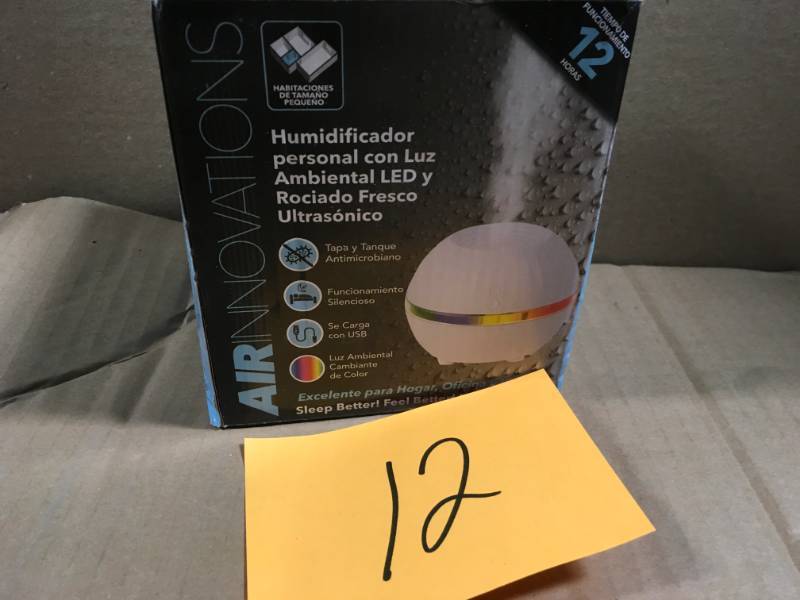 AIRINNOVATIONS
HABITACIONES
DE TAMAÑO
PEQUEÑO
TIEMPO DE
FUNCIONAMIENTO
12
HORAS
Humidificador
personal con Luz
Ambiental LED y
Rociado Fresco
Ultrasónico
Tapa y Tanque
Antimicrobiano
Funcionamiento
Silencioso
Se Carga
con USB
Luz Ambiental
Cambiante
de Color
Excelente para Hogar, Oficina
Sleep Better! Feel Better!
12